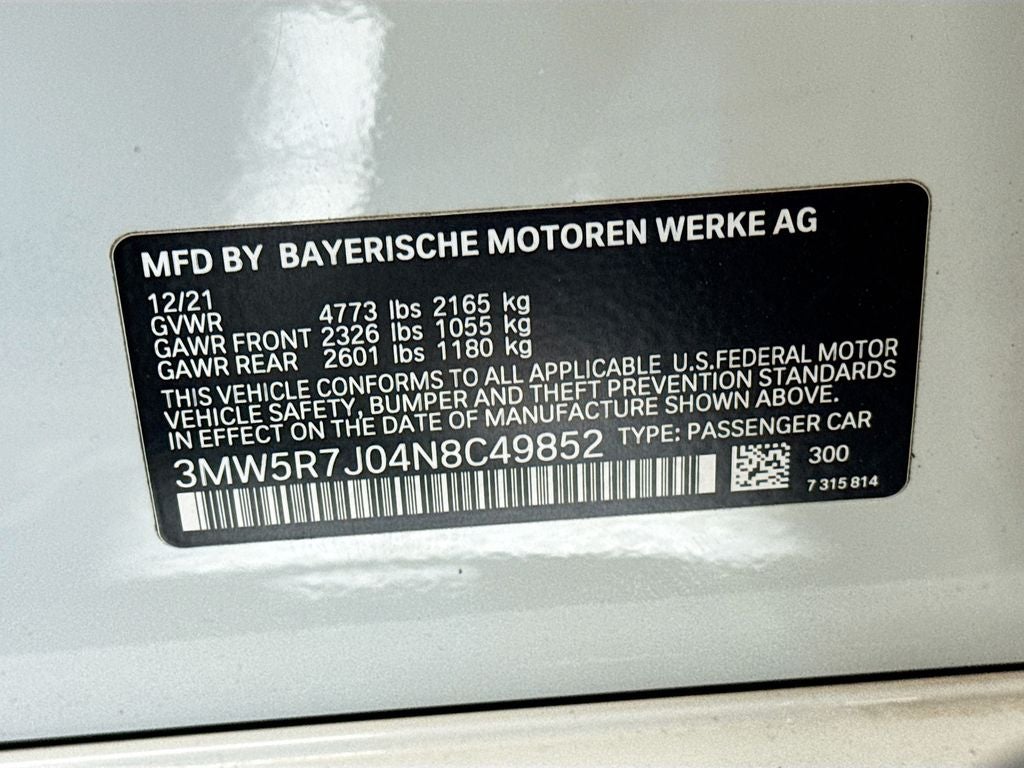 MFD BY BAYERISCHE MOTOREN WERKE AG
12/21
GVWR 4773 lbs 2165 kg
GAWR FRONT 2326 lbs 1055 kg
GAWR REAR 2601 lbs 1180 kg
THIS VEHICLE CONFORMS TO ALL APPLICABLE U.S.FEDERAL MOTOR
VEHICLE SAFETY, BUMPER AND THEFT PREVENTION STANDARDS
IN EFFECT ON THE DATE OF MANUFACTURE SHOWN ABOVE.
3MW5R7J04N8C49852 TYPE: PASSENGER CAR
300
7 315 814